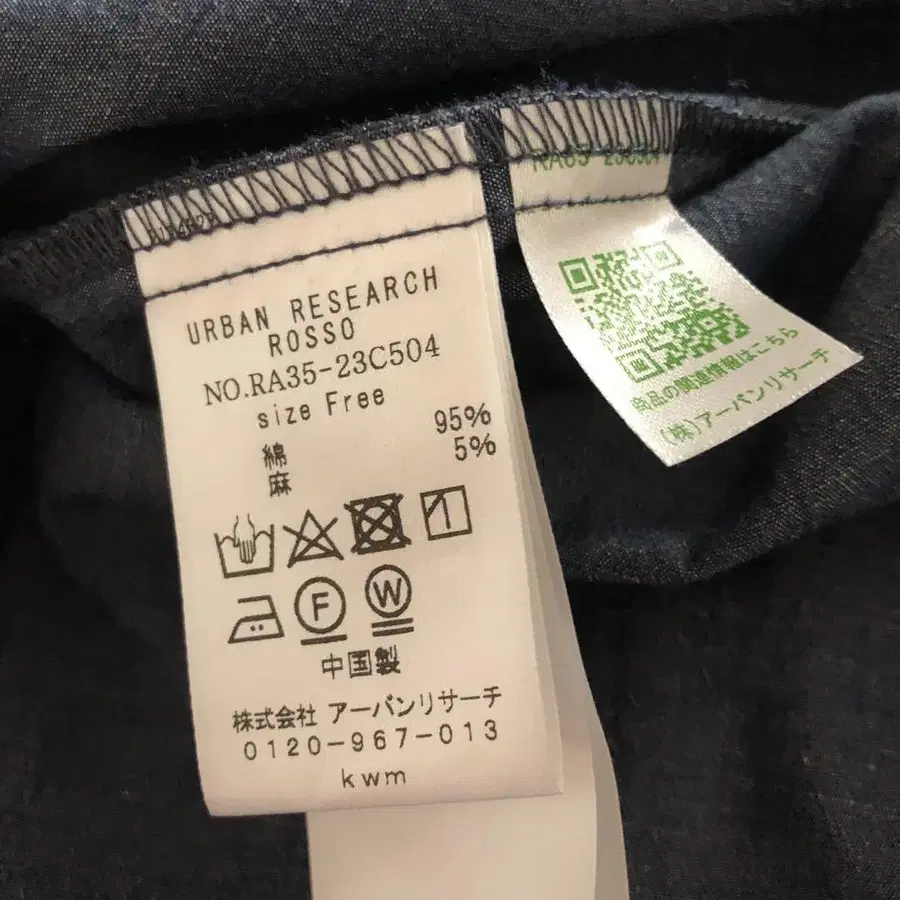 URBAN RESEARCH
ROSSO
NO.RA35-23C504
size Free
綿 95%
麻 5%
F W
中国製
株式会社 アーバンリサーチ
0120-967-013
kwm
RA35-23C504
商品の関連情報はこちら
(株)アーバンリサーチ